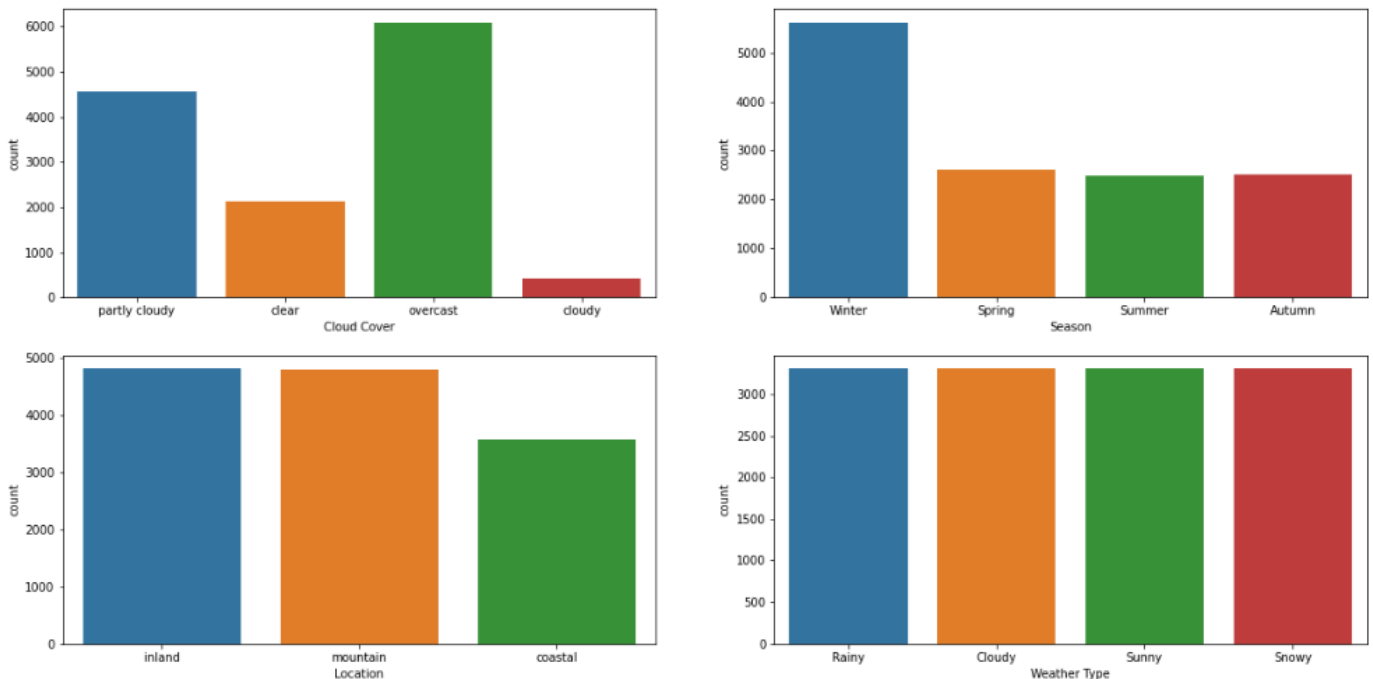 6000
5000
4000
3000
2000
1000
0
count
partly cloudy clear overcast cloudy
Cloud Cover
5000
4000
3000
2000
1000
0
count
Winter Spring Summer Autumn
Season
5000
4000
3000
2000
1000
0
count
inland mountain coastal
Location
3000
2500
2000
1500
1000
500
0
count
Rainy Cloudy Sunny Snowy
Weather Type